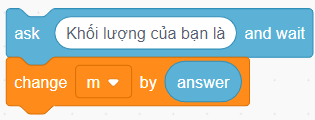 ask Khối lượng của bạn là and wait
change m by answer